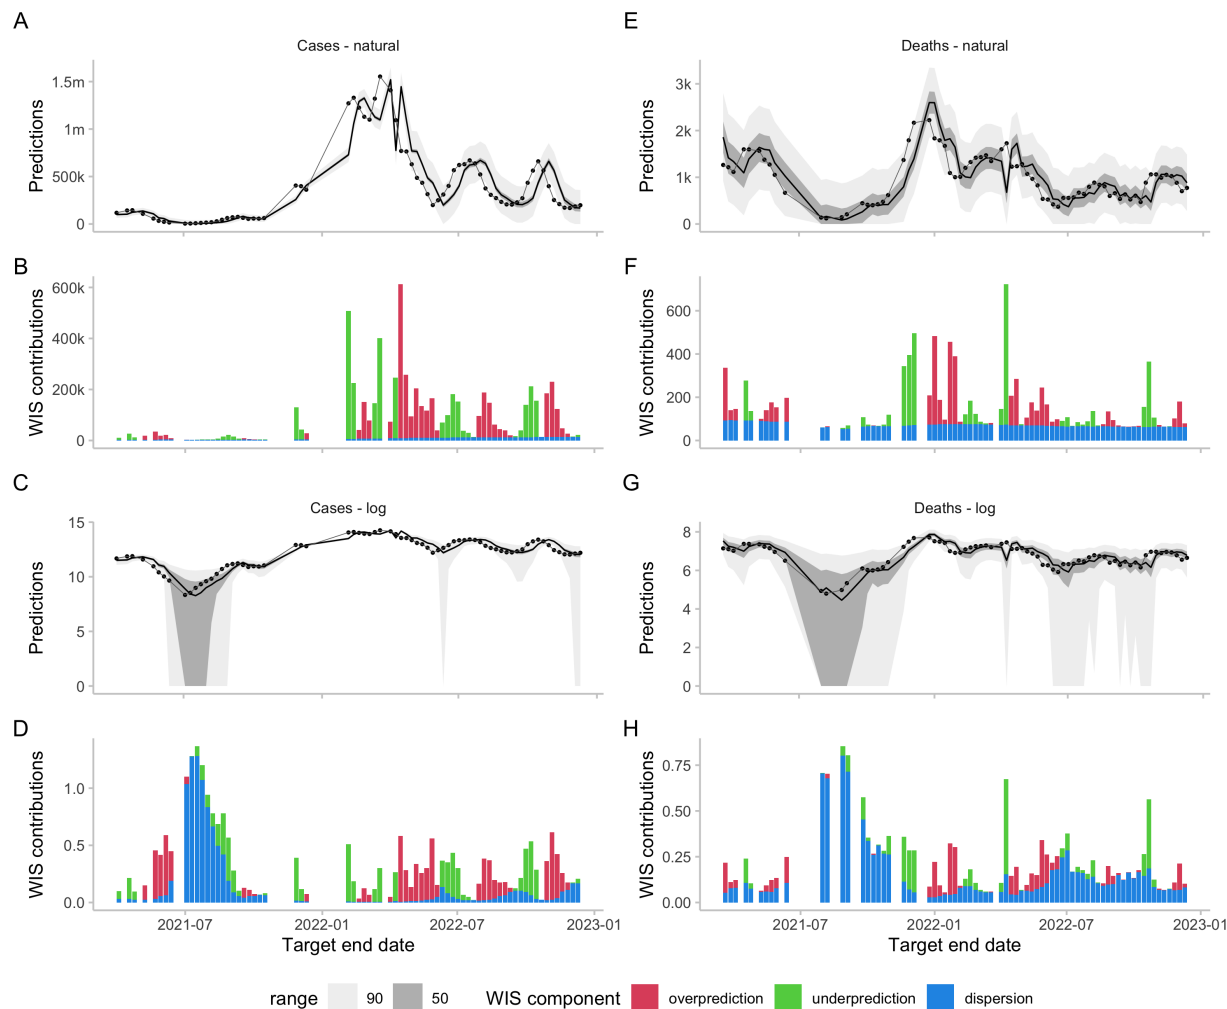 A
Cases - natural
Predictions
1.5m
1m
500k
0
B
WIS contributions
600k
400k
200k
0
C
Cases - log
Predictions
15
10
5
0
D
WIS contributions
1.0
0.5
0.0
2021-07
2022-01
2022-07
2023-01
Target end date
E
Deaths - natural
Predictions
3k
2k
1k
0
F
WIS contributions
600
400
200
0
G
Deaths - log
Predictions
8
6
4
2
0
H
WIS contributions
0.75
0.50
0.25
0.00
2021-07
2022-01
2022-07
2023-01
Target end date
range 90 50 WIS component overprediction underprediction dispersion